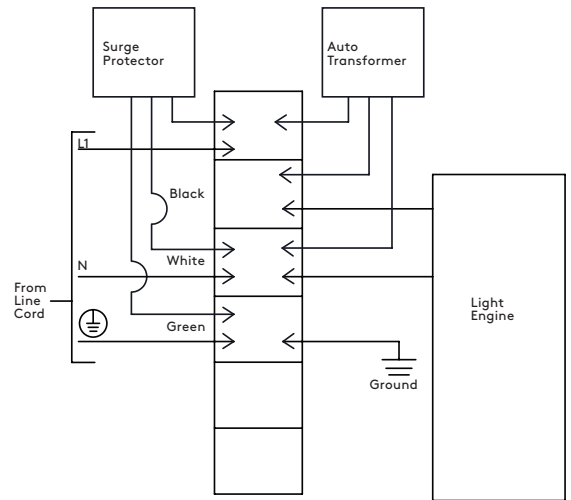 Surge
Protector
Auto
Transformer
L1
Black
White
N
From
Line
Cord
Green
Light
Engine
Ground